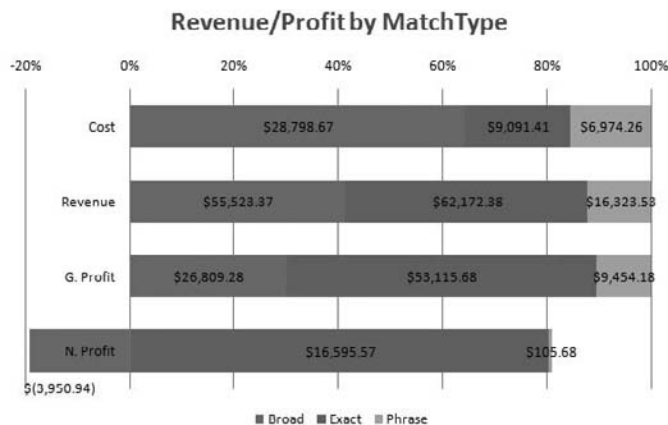 Revenue/Profit by MatchType
-20% 0% 20% 40% 60% 80% 100%
Cost $28,798.67 $9,091.41 $6,974.26
Revenue $55,523.37 $62,172.38 $16,323.53
G. Profit $26,809.28 $53,115.68 $9,454.18
N. Profit $16,595.57 $105.68
$(3,950.94)
Broad Exact Phrase